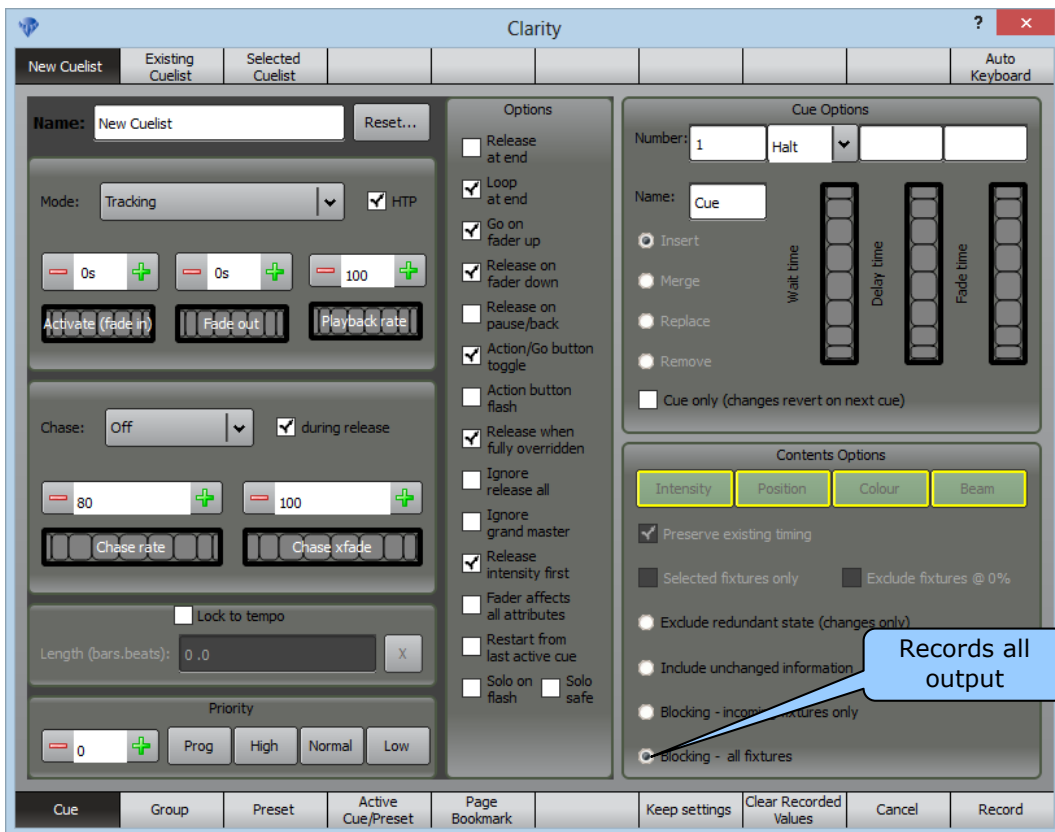 Clarity
?
New Cuelist
Existing
Cuelist
Selected
Cuelist
Auto
Keyboard
Name:
New Cuelist
Reset...
Mode:
Tracking
HTP
0s
0s
100
Activate (fade in)
Fade out
Playback rate
Chase:
Off
during release
80
100
Chase rate
Chase xfade
Lock to tempo
Length (bars.beats):
0 .0
X
Priority
0
Prog
High
Normal
Low
Options
Release
at end
Loop
at end
Go on
fader up
Release on
fader down
Release on
pause/back
Action/Go button
toggle
Action button
flash
Release when
fully overridden
Ignore
release all
Ignore
grand master
Release
intensity first
Fader affects
all attributes
Restart from
last active cue
Solo on
flash
Solo
safe
Cue Options
Number:
1
Halt
Name:
Cue
Insert
Merge
Replace
Remove
Wait time
Delay time
Fade time
Cue only (changes revert on next cue)
Contents Options
Intensity
Position
Colour
Beam
Preserve existing timing
Selected fixtures only
Exclude fixtures @ 0%
Exclude redundant state (changes only)
Include unchanged information
Blocking - incoming fixtures only
Blocking - all fixtures
Records all
output
Cue
Group
Preset
Active
Cue/Preset
Page
Bookmark
Keep settings
Clear Recorded
Values
Cancel
Record